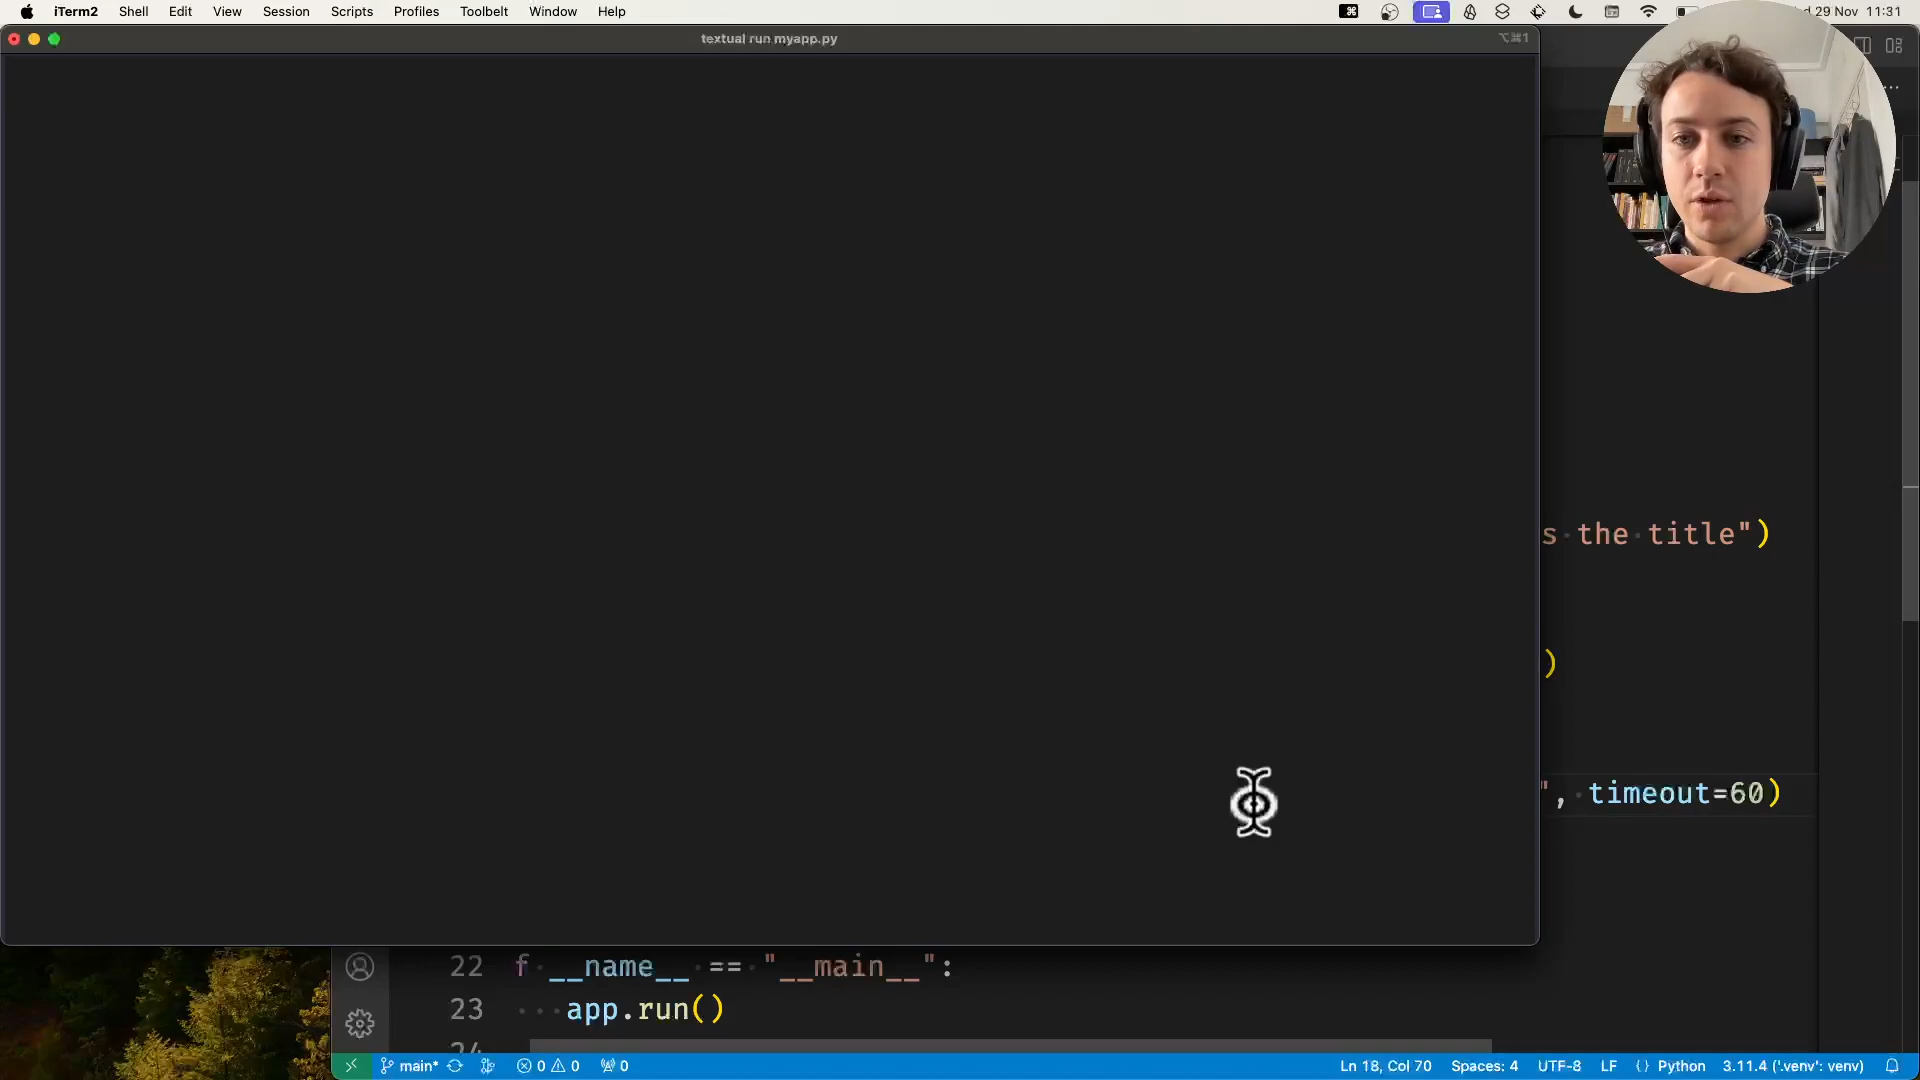 iTerm2 Shell Edit View Session Scripts Profiles Toolbelt Window Help
29 Nov 11:31
textual run myapp.py
⌥⌘1
s the title")
)
", timeout=60)
22 f __name__ == "__main__":
23 app.run()
24
main* 0 0 0 Ln 18, Col 70 Spaces: 4 UTF-8 LF {} Python 3.11.4 ('.venv': venv)